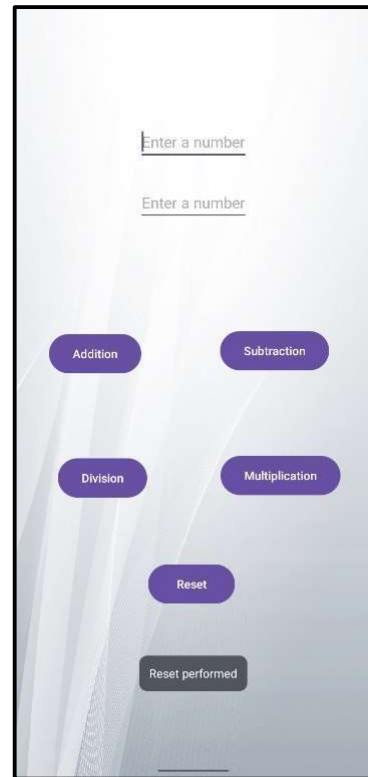 Enter a number
Enter a number
Addition
Subtraction
Division
Multiplication
Reset
Reset performed